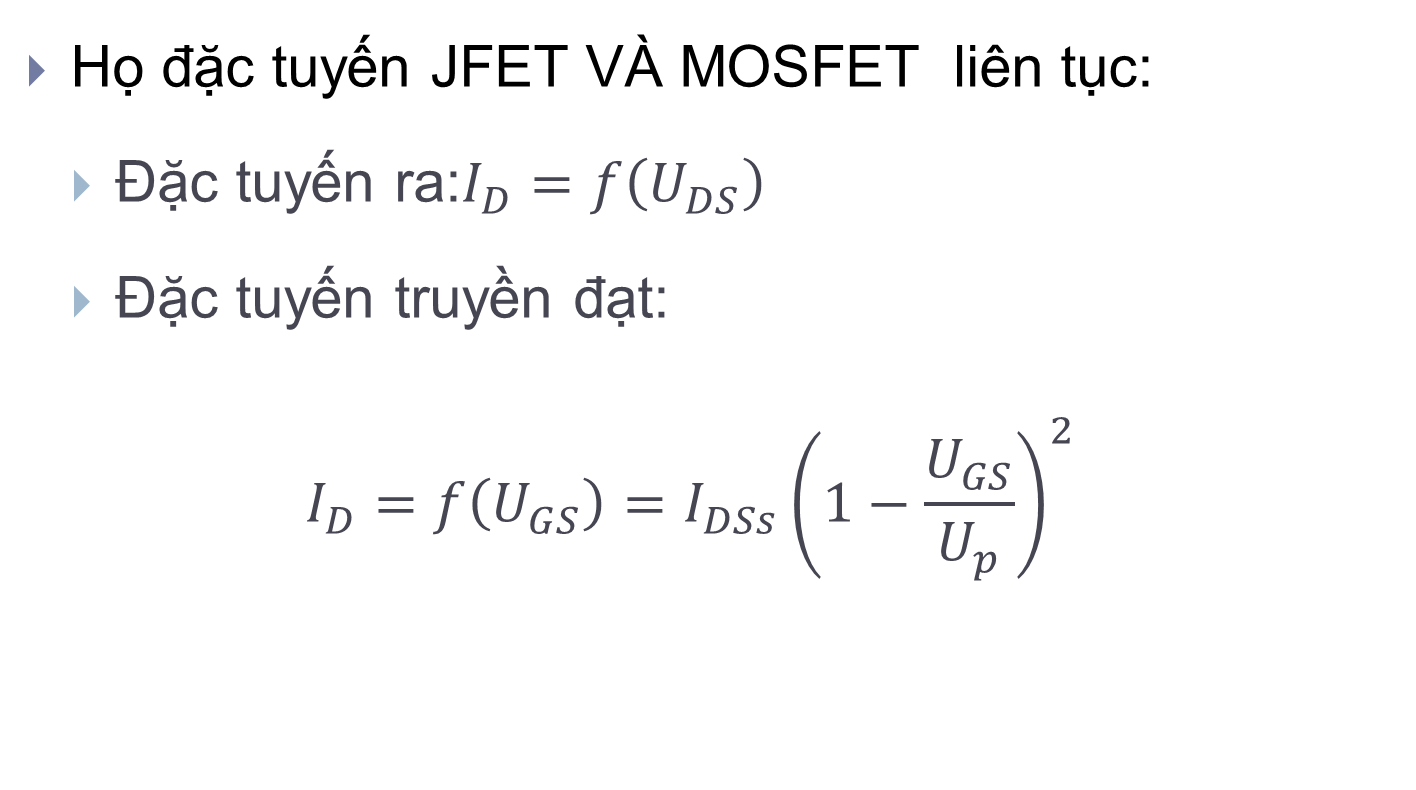 Họ đặc tuyến JFET VÀ MOSFET liên tục:
Đặc tuyến ra:𝐼_𝐷 = 𝑓(𝑈_𝐷𝑆)
Đặc tuyến truyền đạt:
𝐼_𝐷 = 𝑓(𝑈_𝐺𝑆) = 𝐼_𝐷𝑆𝑠 (1 − 𝑈_𝐺𝑆/𝑈_𝑝)^2